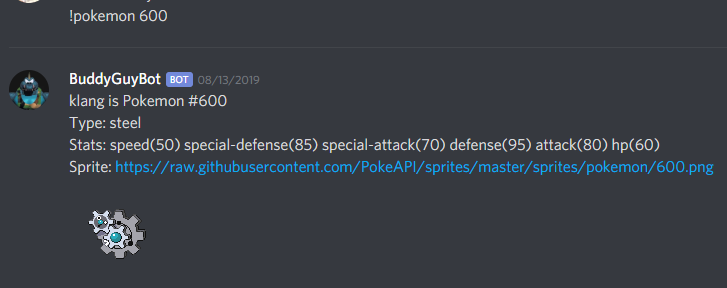 !pokemon 600
BuddyGuyBot BOT 08/13/2019
klang is Pokemon #600
Type: steel
Stats: speed(50) special-defense(85) special-attack(70) defense(95) attack(80) hp(60)
Sprite: https://raw.githubusercontent.com/PokeAPI/sprites/master/sprites/pokemon/600.png